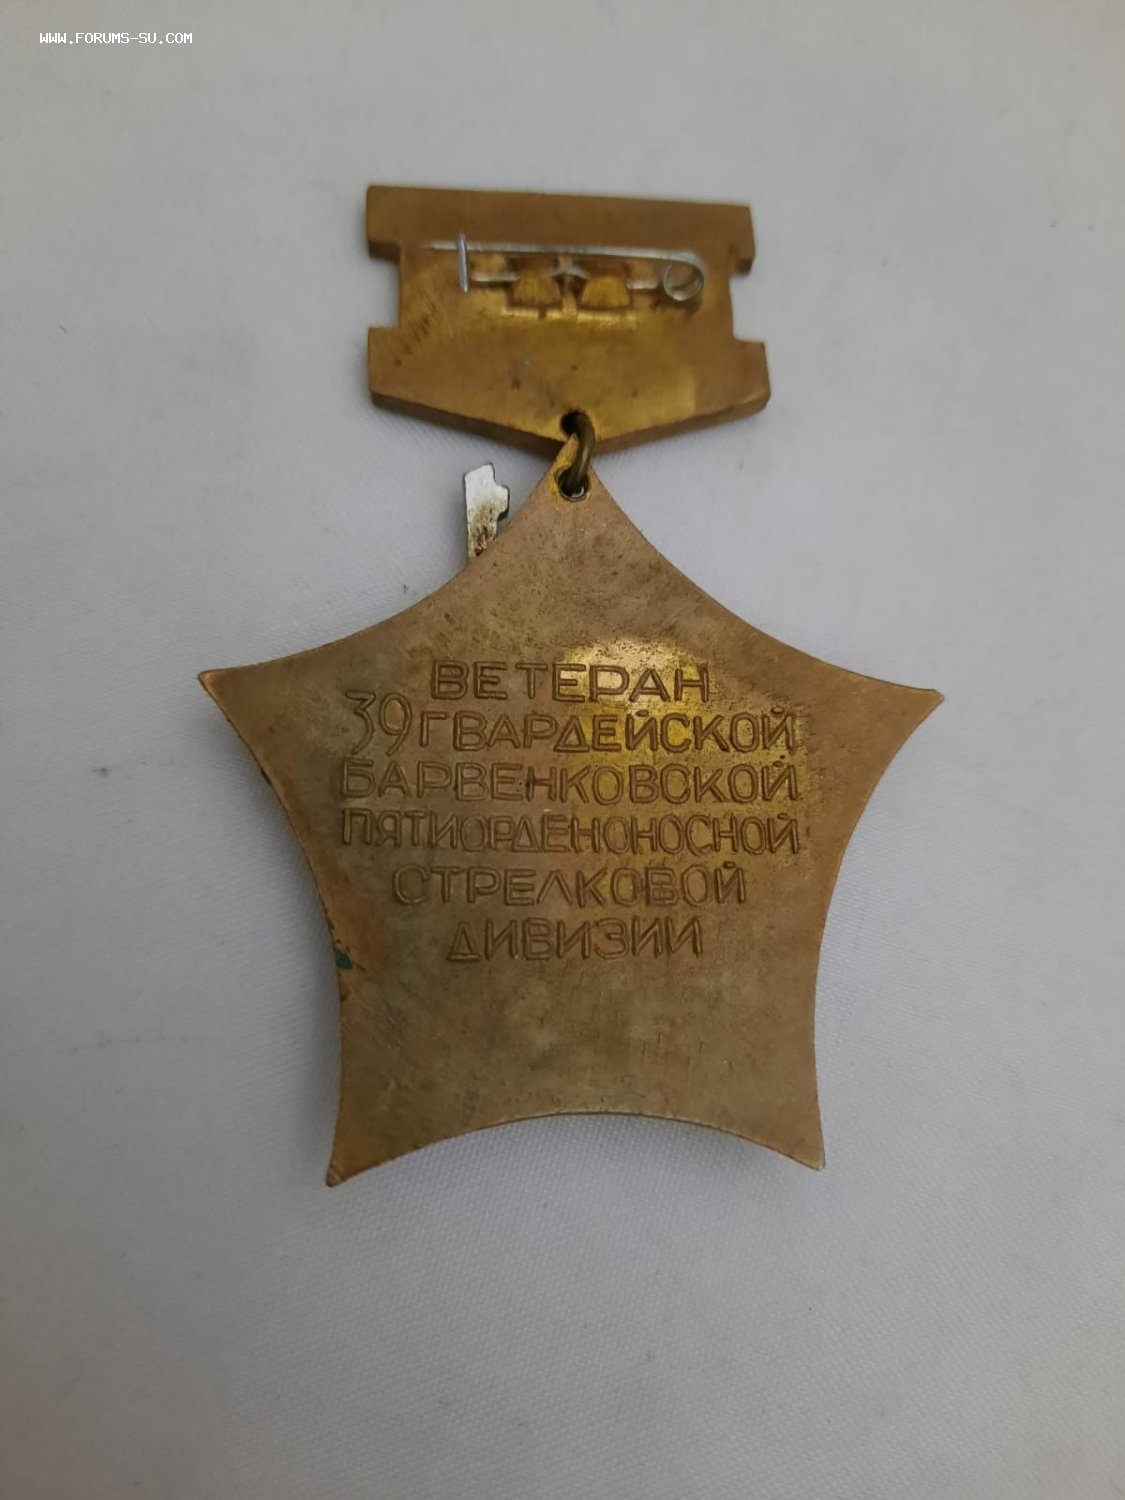 WWW.FORUMS-SU.COM
ВЕТЕРАН
39 ГВАРДЕЙСКОЙ
БАРВЕНКОВСКОЙ
ПЯТИОРДЕНОНОСНОЙ
СТРЕЛКОВОЙ
ДИВИЗИИ